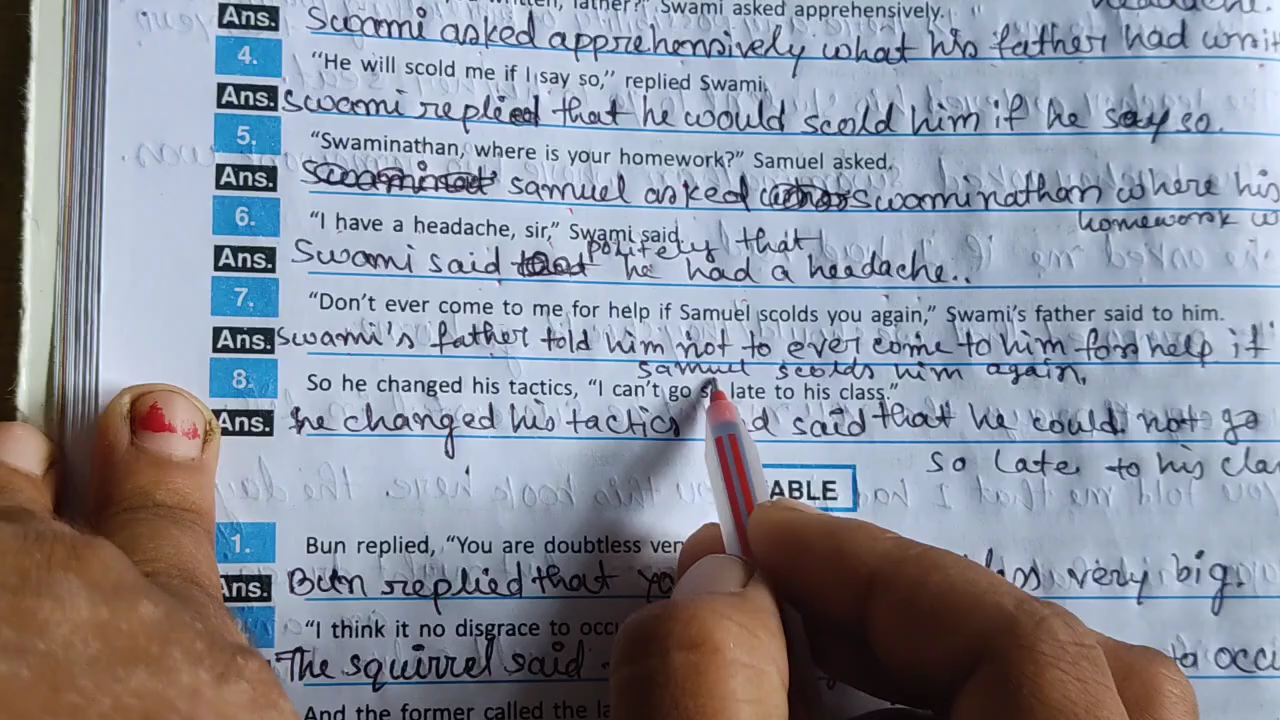 father?" Swami asked apprehensively.
Ans. Swami asked apprehensively what his father had writ
4. "He will scold me if I say so," replied Swami.
Ans. Swami replied that he would scold him if he say so.
5. "Swaminathan, where is your homework?" Samuel asked.
Ans. samuel asked swaminathan where his
homework w
6. "I have a headache, sir," Swami said.
politely that
Ans. Swami said he had a headache..
7. "Don't ever come to me for help if Samuel scolds you again," Swami's father said to him.
Ans. Swami's father told him not to ever come to him for help if
samuel scolds him again.
8. So he changed his tactics, "I can't go late to his class."
Ans. he changed his tactics said that he could not go
so late to his cla
ABLE
1. Bun replied, "You are doubtless ver
Ans. Bun replied that very big.
"I think it no disgrace to occ
The squirrel said to occ
And the former called the la